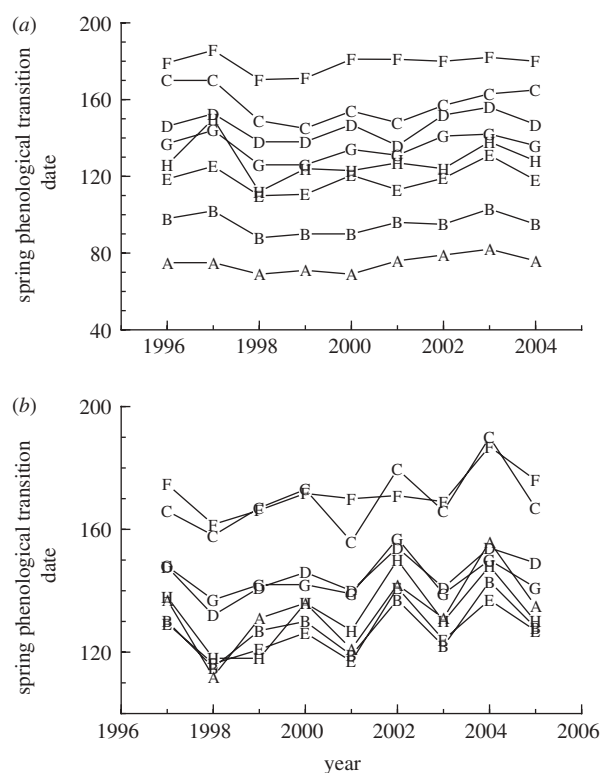 (a)
200
160
120
80
40
spring phenological transition
date
F F F F F F F F F
C C C C C C C C C
D D D D D D D D D
G G G G G G G G G
H H H H H H H H H
E E E E E E E E E
B B B B B B B B B
A A A A A A A A A
1996 1998 2000 2002 2004
(b)
200
160
120
spring phenological transition
date
F F F F F F F F F
C C C C C C C C C
D D D D D D D D
G G G G G G G G
H H H H H H H H
A A A A A A A
B B B B B B B B
E E E E E E E
1996 1998 2000 2002 2004 2006
year